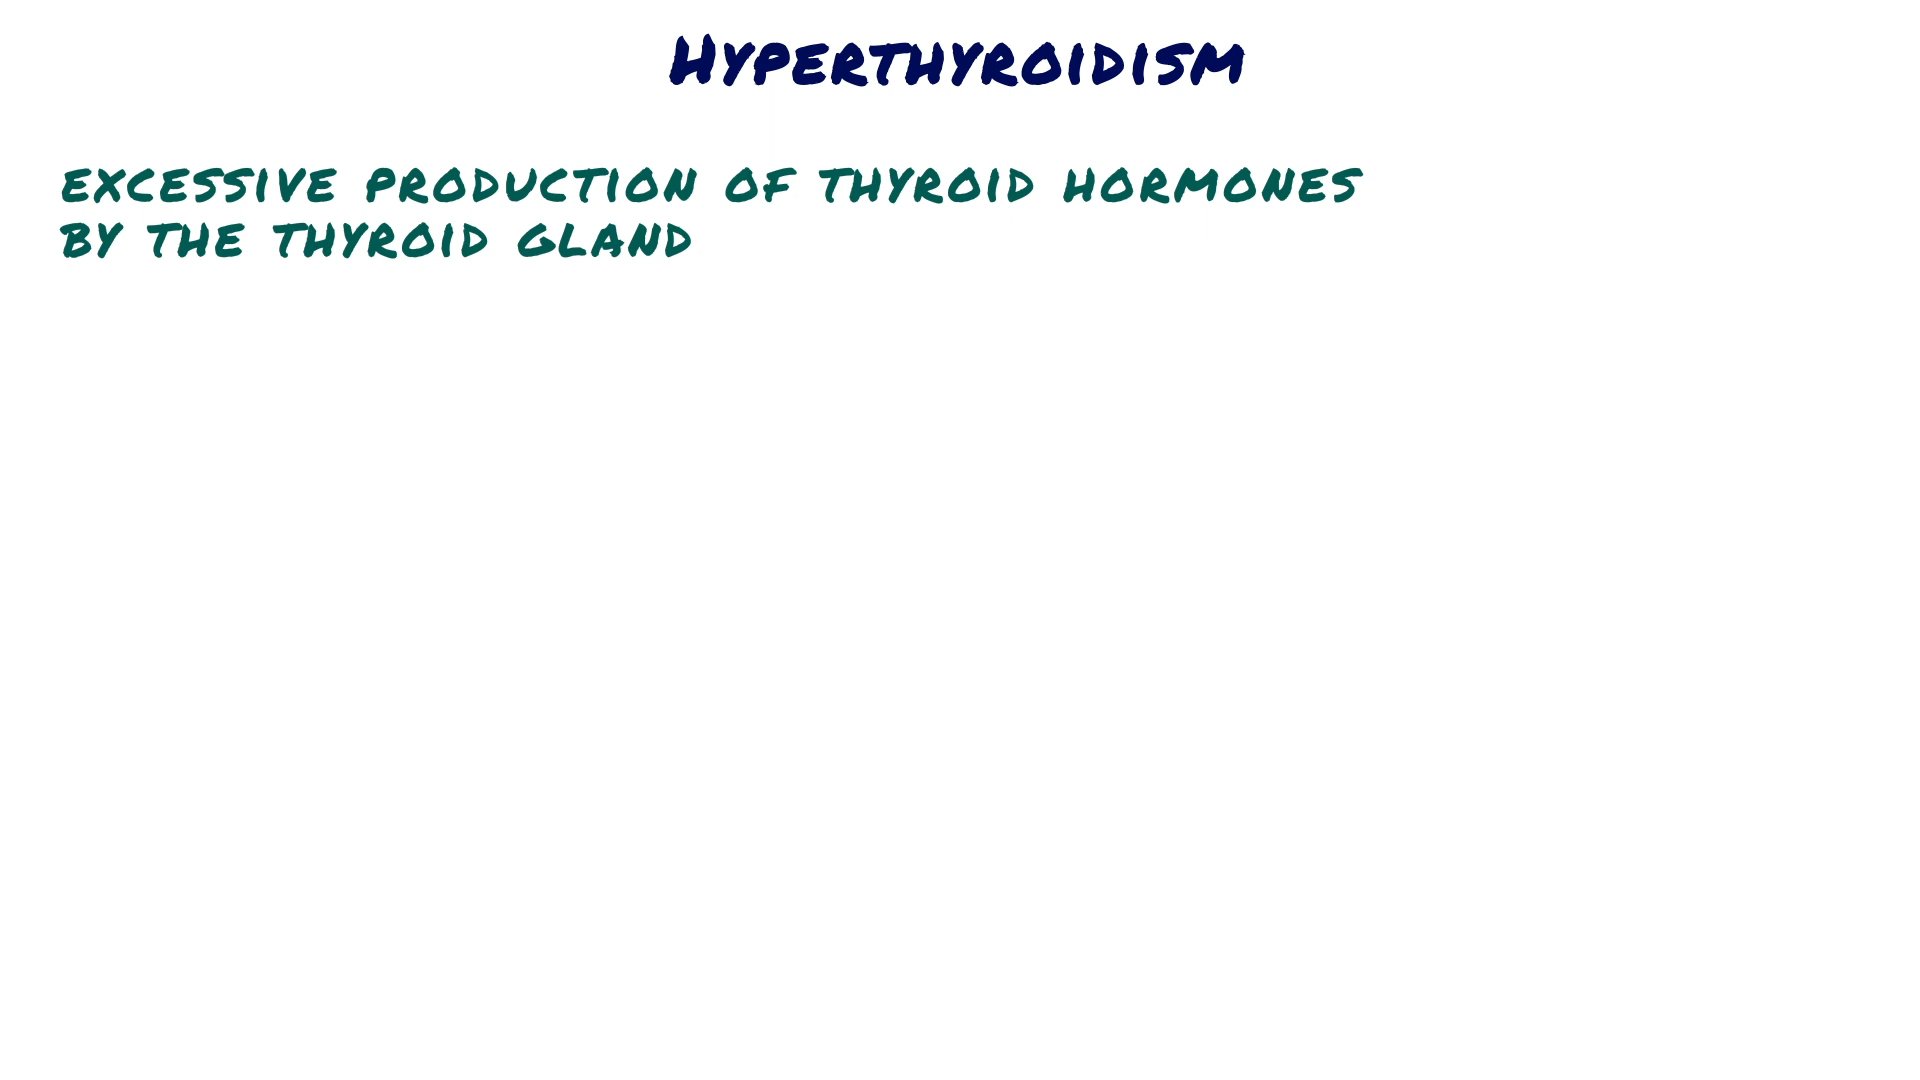 Hyperthyroidism
excessive production of thyroid hormones
by the thyroid gland